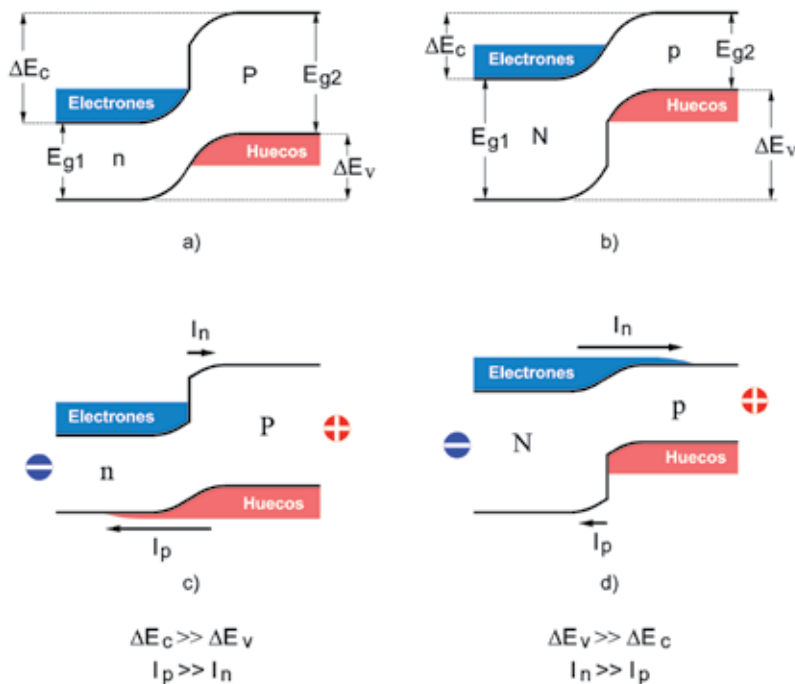 ΔEc
Electrones
Eg1
n
P
Eg2
Huecos
ΔEv
a)
ΔEc
Electrones
Eg1
N
p
Eg2
Huecos
ΔEv
b)
In
Electrones
P
n
Huecos
Ip
c)
In
Electrones
p
N
Huecos
Ip
d)
ΔEc >> ΔEv
Ip >> In
ΔEv >> ΔEc
In >> Ip